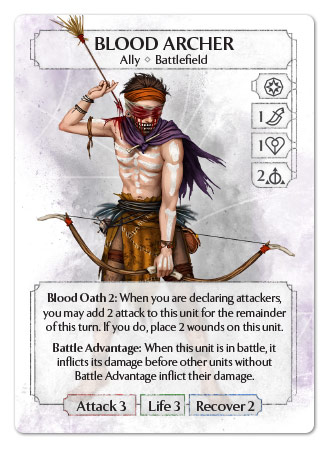 BLOOD ARCHER
Ally ◇ Battlefield
1
1
2
Blood Oath 2: When you are declaring attackers,
you may add 2 attack to this unit for the remainder
of this turn. If you do, place 2 wounds on this unit.
Battle Advantage: When this unit is in battle, it
inflicts its damage before other units without
Battle Advantage inflict their damage.
Attack 3 Life 3 Recover 2